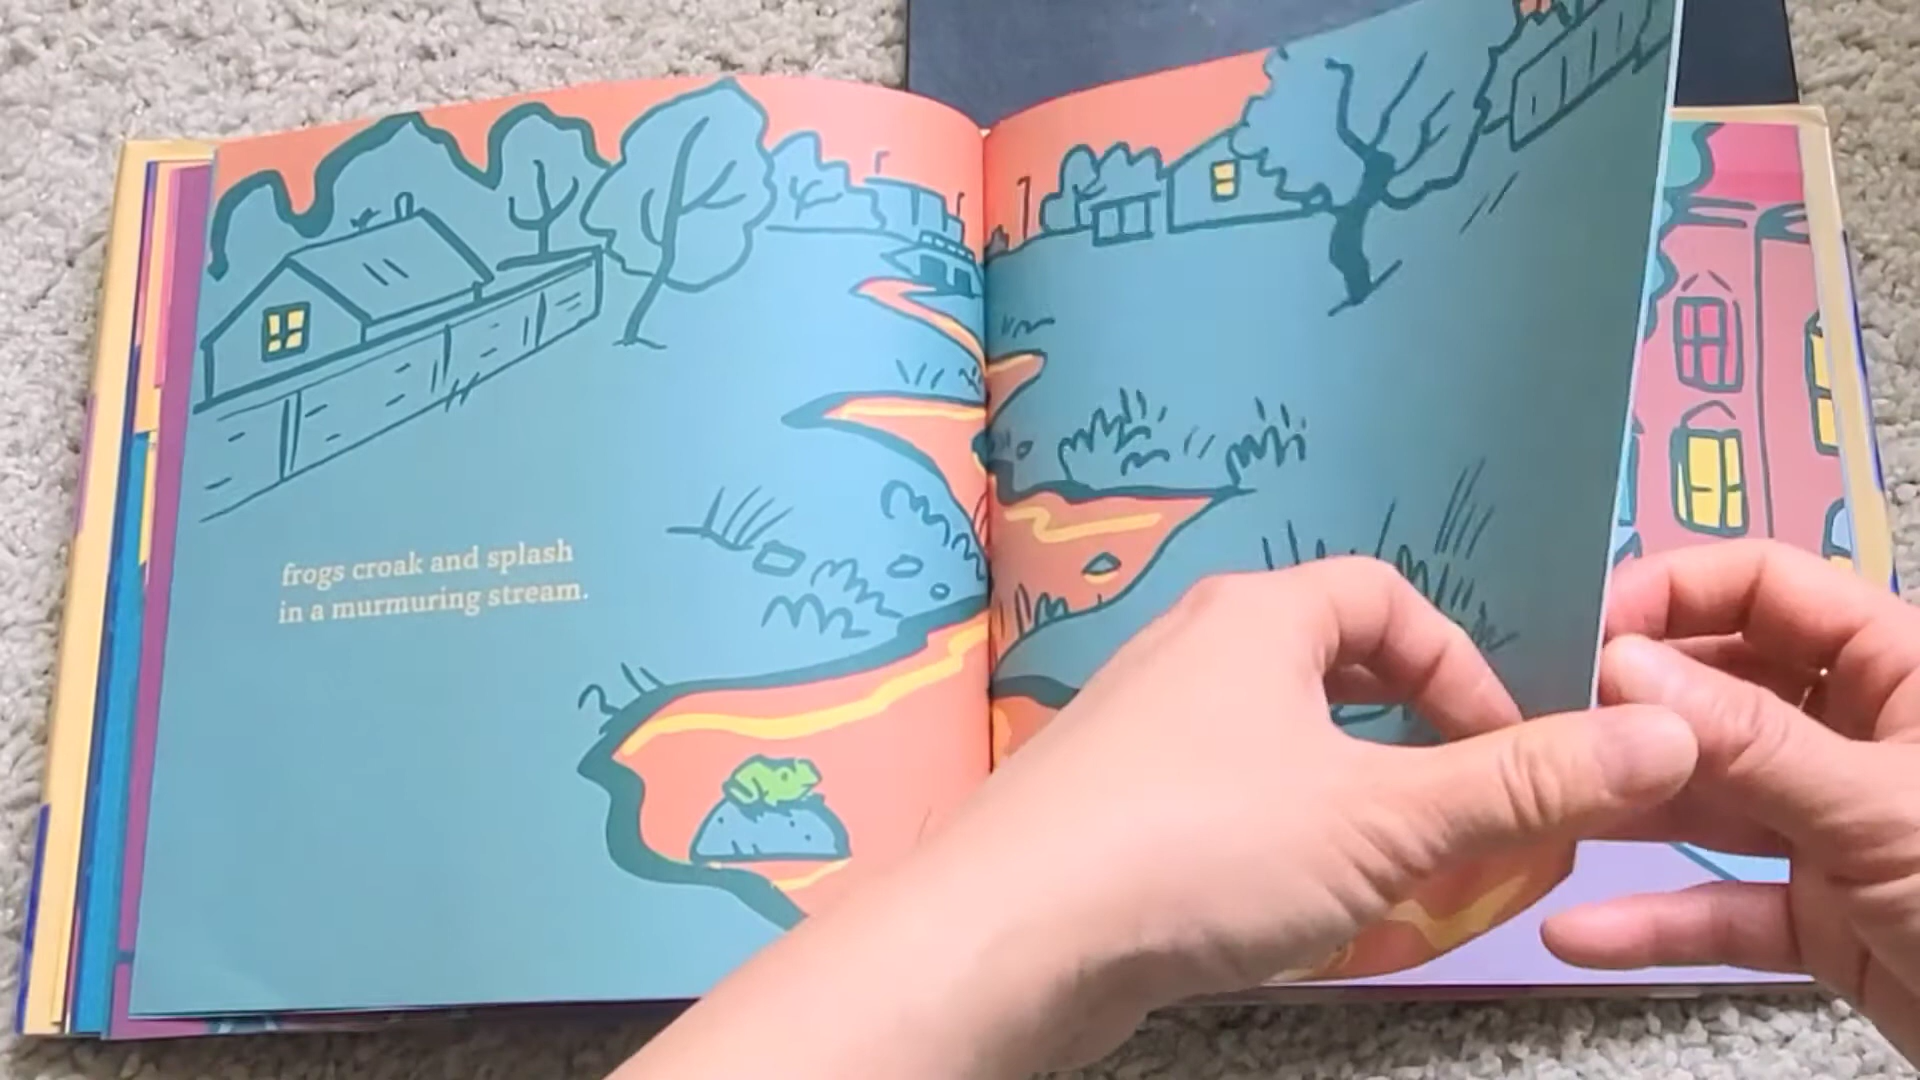 frogs croak and splash
in a murmuring stream.